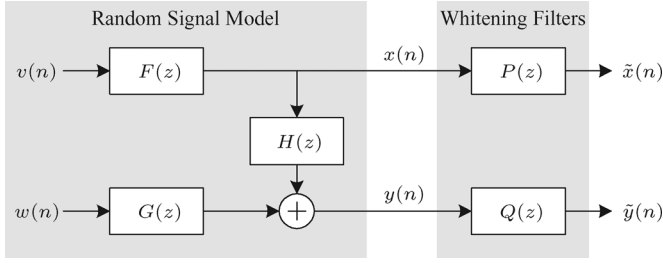 Random Signal Model
Whitening Filters
v(n)
F(z)
x(n)
P(z)
x̃(n)
H(z)
w(n)
G(z)
+
y(n)
Q(z)
ỹ(n)